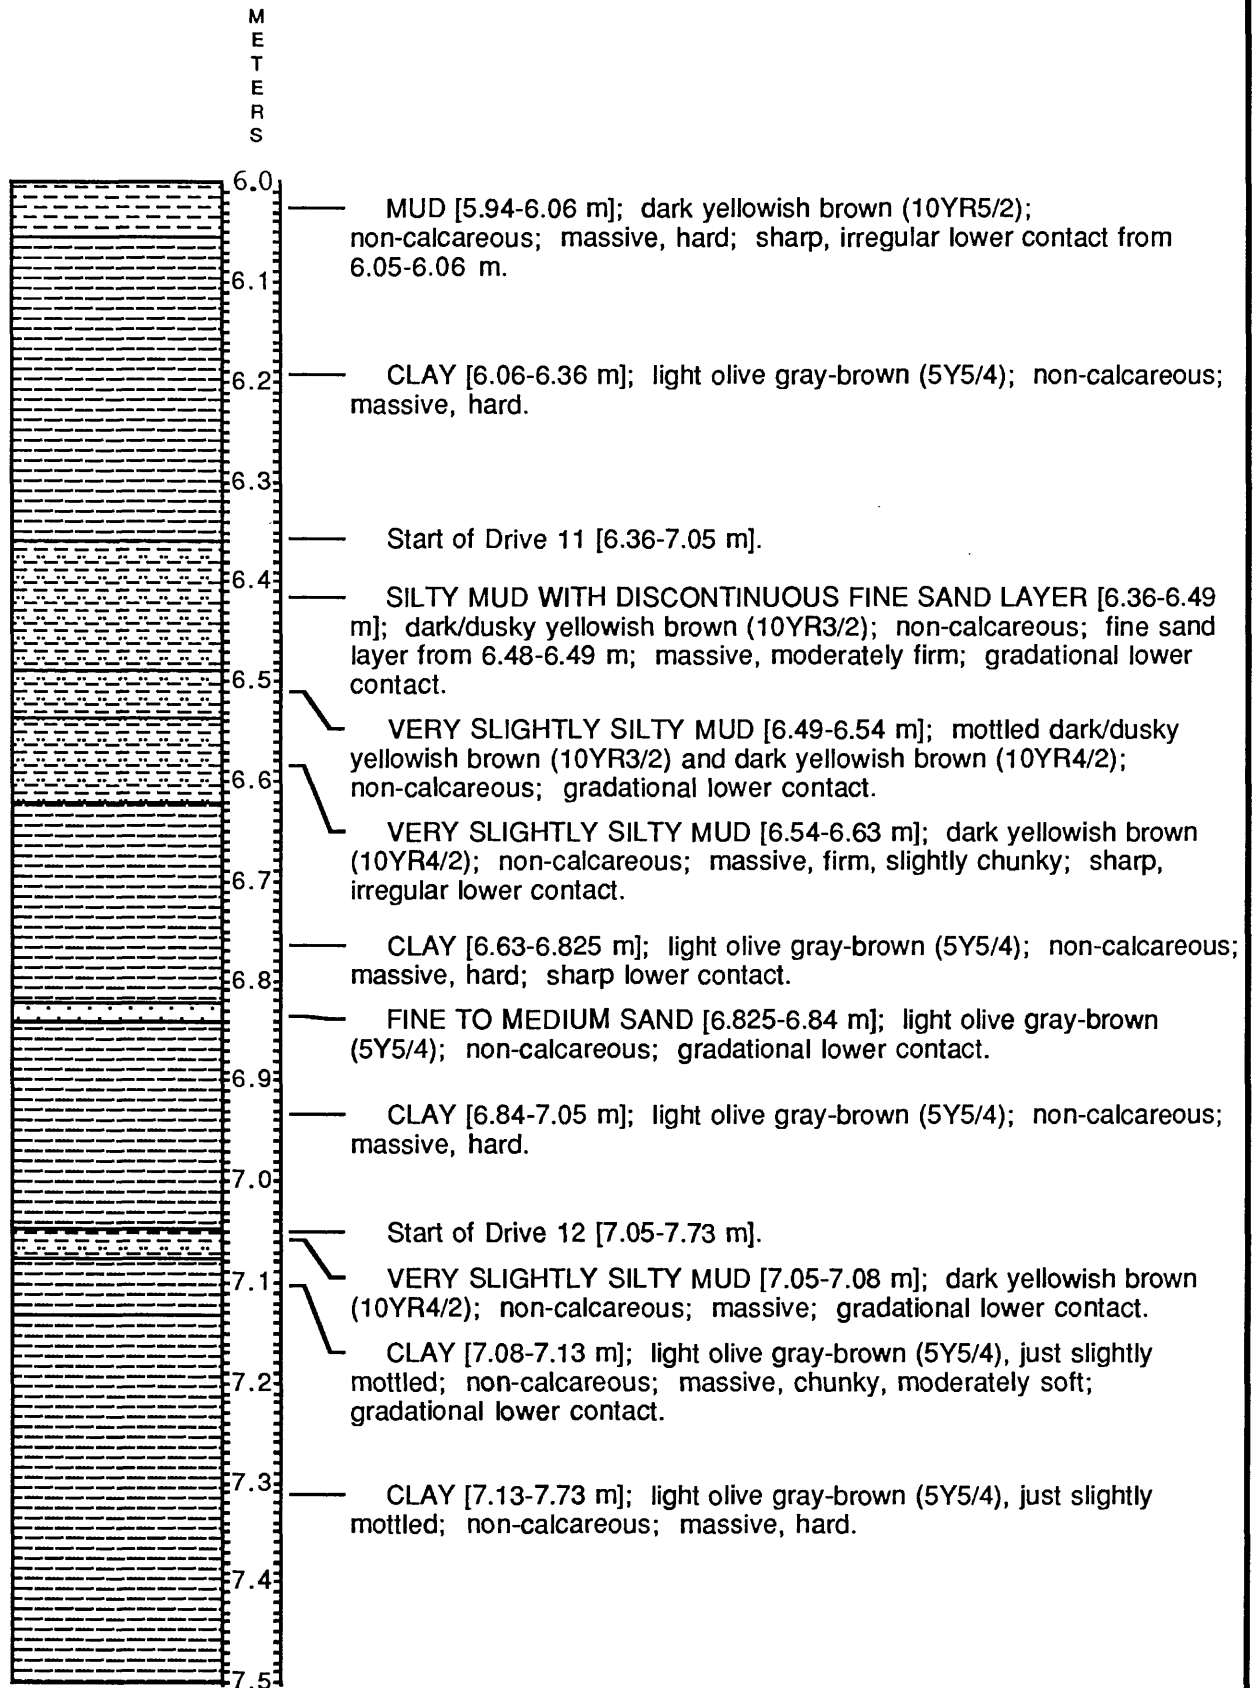 METERS
6.0
MUD [5.94-6.06 m]; dark yellowish brown (10YR5/2);
non-calcareous; massive, hard; sharp, irregular lower contact from
6.05-6.06 m.
6.1
CLAY [6.06-6.36 m]; light olive gray-brown (5Y5/4); non-calcareous;
massive, hard.
6.2
6.3
Start of Drive 11 [6.36-7.05 m].
6.4
SILTY MUD WITH DISCONTINUOUS FINE SAND LAYER [6.36-6.49
m]; dark/dusky yellowish brown (10YR3/2); non-calcareous; fine sand
layer from 6.48-6.49 m; massive, moderately firm; gradational lower
contact.
6.5
VERY SLIGHTLY SILTY MUD [6.49-6.54 m]; mottled dark/dusky
yellowish brown (10YR3/2) and dark yellowish brown (10YR4/2);
non-calcareous; gradational lower contact.
6.6
VERY SLIGHTLY SILTY MUD [6.54-6.63 m]; dark yellowish brown
(10YR4/2); non-calcareous; massive, firm, slightly chunky; sharp,
irregular lower contact.
6.7
CLAY [6.63-6.825 m]; light olive gray-brown (5Y5/4); non-calcareous;
massive, hard; sharp lower contact.
6.8
FINE TO MEDIUM SAND [6.825-6.84 m]; light olive gray-brown
(5Y5/4); non-calcareous; gradational lower contact.
6.9
CLAY [6.84-7.05 m]; light olive gray-brown (5Y5/4); non-calcareous;
massive, hard.
7.0
Start of Drive 12 [7.05-7.73 m].
7.1
VERY SLIGHTLY SILTY MUD [7.05-7.08 m]; dark yellowish brown
(10YR4/2); non-calcareous; massive; gradational lower contact.
CLAY [7.08-7.13 m]; light olive gray-brown (5Y5/4), just slightly
mottled; non-calcareous; massive, chunky, moderately soft;
gradational lower contact.
7.2
7.3
CLAY [7.13-7.73 m]; light olive gray-brown (5Y5/4), just slightly
mottled; non-calcareous; massive, hard.
7.4
7.5